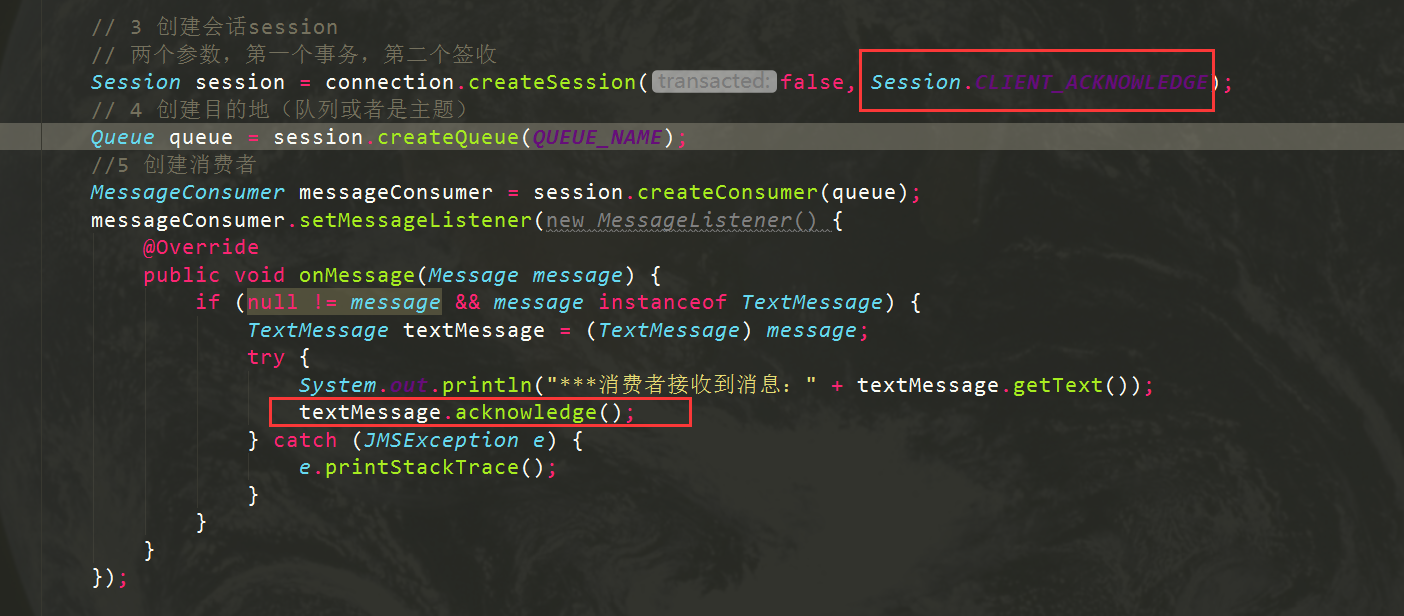 // 3 创建会话session
// 两个参数，第一个事务，第二个签收
Session session = connection.createSession( transacted: false, Session.CLIENT_ACKNOWLEDGE);
// 4 创建目的地（队列或者是主题）
Queue queue = session.createQueue(QUEUE_NAME);
//5 创建消费者
MessageConsumer messageConsumer = session.createConsumer(queue);
messageConsumer.setMessageListener(new MessageListener() {
@Override
public void onMessage(Message message) {
if (null != message && message instanceof TextMessage) {
TextMessage textMessage = (TextMessage) message;
try {
System.out.println("***消费者接收到消息：" + textMessage.getText());
textMessage.acknowledge();
} catch (JMSException e) {
e.printStackTrace();
}
}
}
});